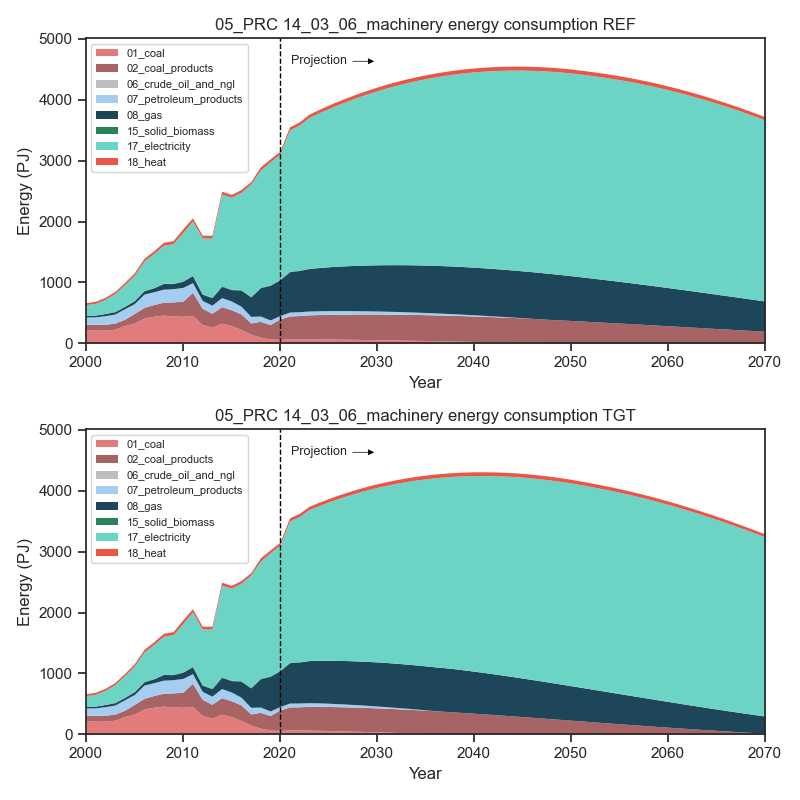 05_PRC 14_03_06_machinery energy consumption REF
5000
4000
3000
2000
1000
0
Energy (PJ)
01_coal
02_coal_products
06_crude_oil_and_ngl
07_petroleum_products
08_gas
15_solid_biomass
17_electricity
18_heat
Projection
2000 2010 2020 2030 2040 2050 2060 2070
Year
05_PRC 14_03_06_machinery energy consumption TGT
5000
4000
3000
2000
1000
0
Energy (PJ)
01_coal
02_coal_products
06_crude_oil_and_ngl
07_petroleum_products
08_gas
15_solid_biomass
17_electricity
18_heat
Projection
2000 2010 2020 2030 2040 2050 2060 2070
Year